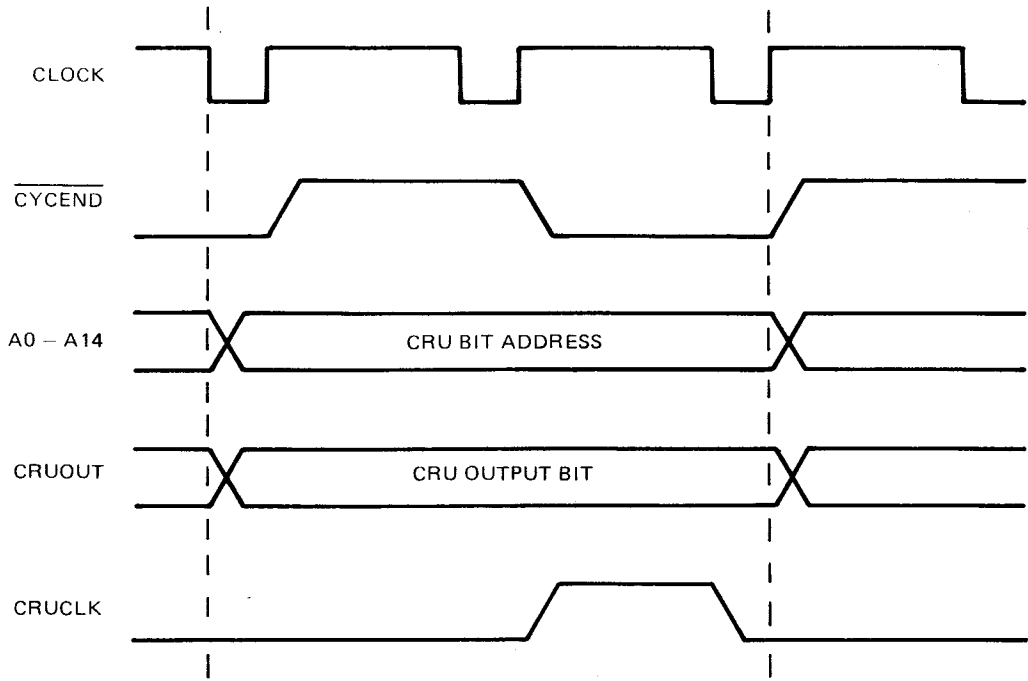 CLOCK
CYCEND
A0 – A14
CRU BIT ADDRESS
CRUOUT
CRU OUTPUT BIT
CRUCLK